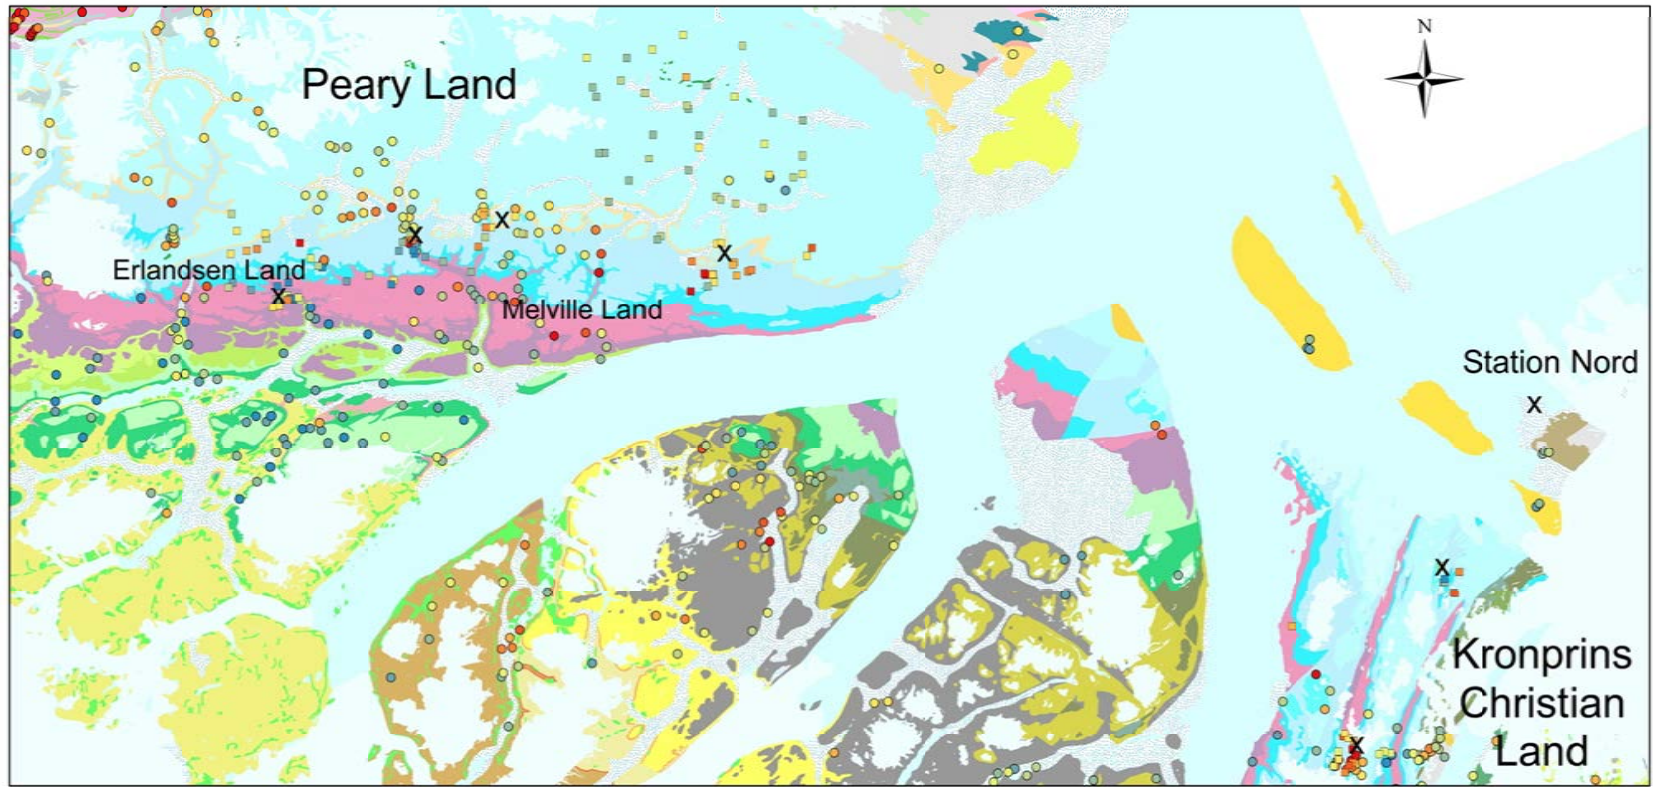 N
Peary Land
X
X
X
Erlandsen Land
X
Melville Land
Station Nord
X
X
Kronprins
Christian
Land
X